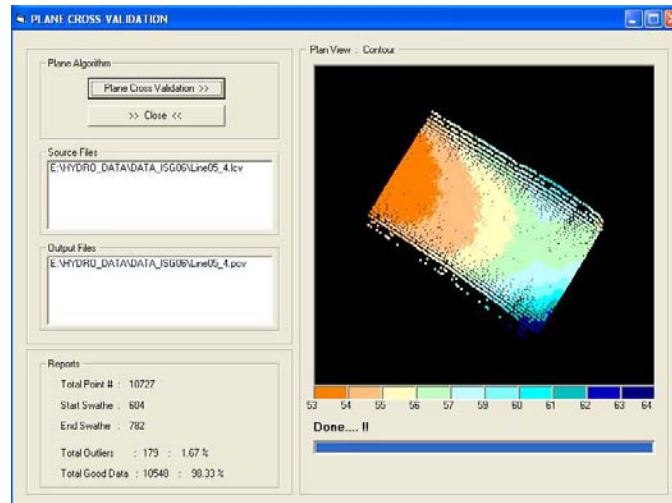 PLANE CROSS VALIDATION
Plane Algorithm
Plane Cross Validation >>
>> Close <<
Source Files
E:\HYDRO_DATA\DATA_ISG06\Line05_4.lcv
Output Files
E:\HYDRO_DATA\DATA_ISG06\Line05_4.pcv
Reports
Total Point # : 10727
Start Swathe : 604
End Swathe : 782
Total Outliers : 179 : 1.67 %
Total Good Data : 10548 : 98.33 %
Plan View : Contour
53 54 55 56 57 59 60 61 62 63 64
Done.... !!